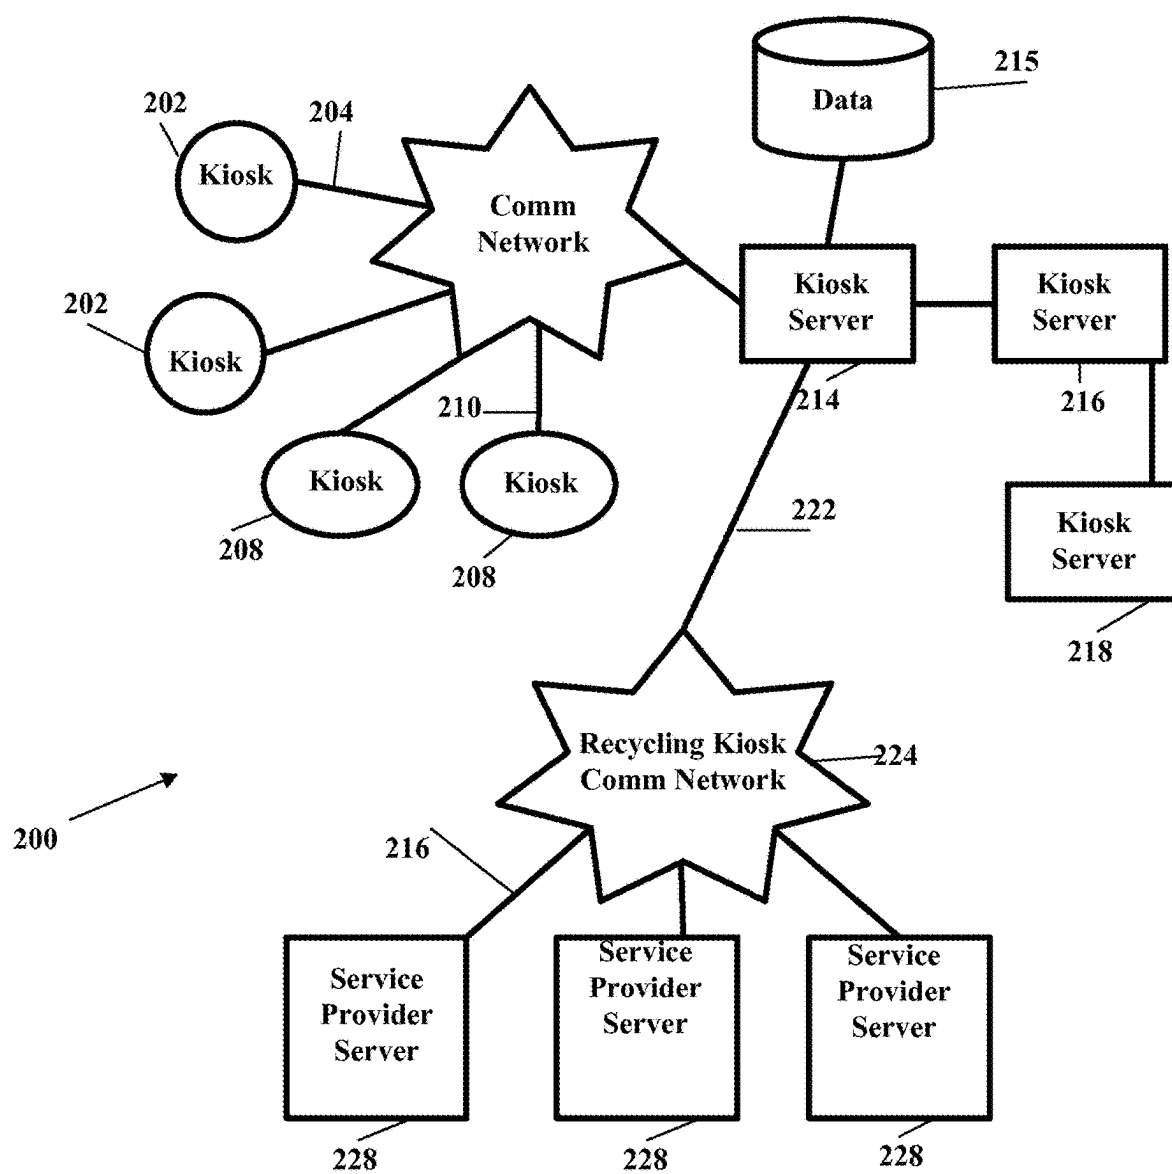 215
Data
202
204
Kiosk
Comm
Network
Kiosk
Server
Kiosk
Server
202
Kiosk
210
214
216
Kiosk
Kiosk
208
208
222
Kiosk
Server
218
Recycling Kiosk
Comm Network
224
200
216
Service
Provider
Server
Service
Provider
Server
Service
Provider
Server
228
228
228